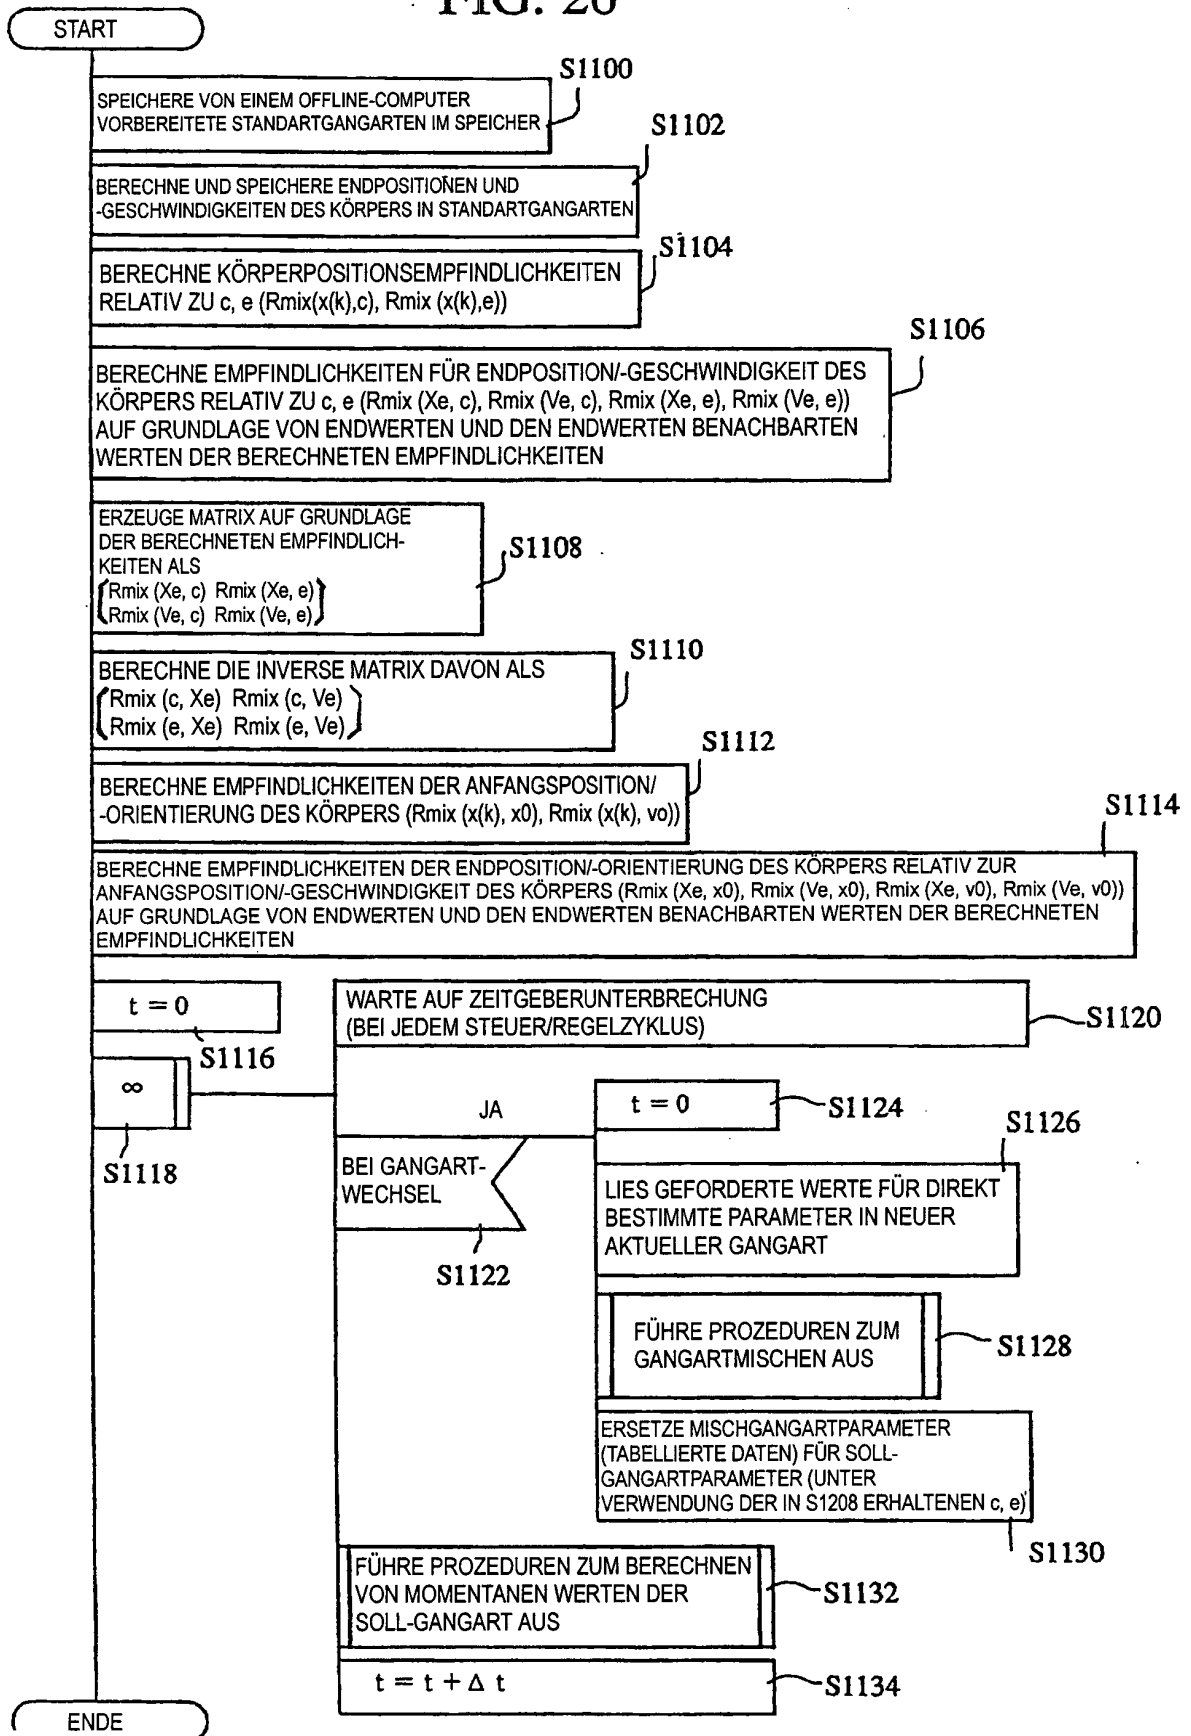 FIG. 20
START
S1100
SPEICHERE VON EINEM OFFLINE-COMPUTER
VORBEREITETE STANDARTGANGARTEN IM SPEICHER
S1102
BERECHNE UND SPEICHERE ENDPOSITIONEN UND
-GESCHWINDIGKEITEN DES KÖRPERS IN STANDARTGANGARTEN
S1104
BERECHNE KÖRPERPOSITIONSEMPFINDLICHKEITEN
RELATIV ZU c, e (Rmix(x(k),c), Rmix (x(k),e))
S1106
BERECHNE EMPFINDLICHKEITEN FÜR ENDPOSITION/-GESCHWINDIGKEIT DES
KÖRPERS RELATIV ZU c, e (Rmix (Xe, c), Rmix (Ve, c), Rmix (Xe, e), Rmix (Ve, e))
AUF GRUNDLAGE VON ENDWERTEN UND DEN ENDWERTEN BENACHBARTEN
WERTEN DER BERECHNETEN EMPFINDLICHKEITEN
ERZEUGE MATRIX AUF GRUNDLAGE
DER BERECHNETEN EMPFINDLICH-
KEITEN ALS
S1108
(Rmix (Xe, c) Rmix (Xe, e))
(Rmix (Ve, c) Rmix (Ve, e))
S1110
BERECHNE DIE INVERSE MATRIX DAVON ALS
(Rmix (c, Xe) Rmix (c, Ve))
(Rmix (e, Xe) Rmix (e, Ve))
S1112
BERECHNE EMPFINDLICHKEITEN DER ANFANGSPOSITION/
-ORIENTIERUNG DES KÖRPERS (Rmix (x(k), x0), Rmix (x(k), vo))
S1114
BERECHNE EMPFINDLICHKEITEN DER ENDPOSITION/-ORIENTIERUNG DES KÖRPERS RELATIV ZUR
ANFANGSPOSITION/-GESCHWINDIGKEIT DES KÖRPERS (Rmix (Xe, x0), Rmix (Ve, x0), Rmix (Xe, v0), Rmix (Ve, v0))
AUF GRUNDLAGE VON ENDWERTEN UND DEN ENDWERTEN BENACHBARTEN WERTEN DER BERECHNETEN
EMPFINDLICHKEITEN
t = 0
S1116
∞
S1118
WARTE AUF ZEITGEBERUNTERBRECHUNG
(BEI JEDEM STEUER/REGELZYKLUS)
S1120
JA
BEI GANGART-
WECHSEL
S1122
t = 0
S1124
S1126
LIES GEFORDERTE WERTE FÜR DIREKT
BESTIMMTE PARAMETER IN NEUER
AKTUELLER GANGART
FÜHRE PROZEDUREN ZUM
GANGARTMISCHEN AUS
S1128
ERSETZE MISCHGANGARTPARAMETER
(TABELLIERTE DATEN) FÜR SOLL-
GANGARTPARAMETER (UNTER
VERWENDUNG DER IN S1208 ERHALTENEN c, e)
S1130
FÜHRE PROZEDUREN ZUM BERECHNEN
VON MOMENTANEN WERTEN DER
SOLL-GANGART AUS
S1132
t = t + Δ t
S1134
ENDE